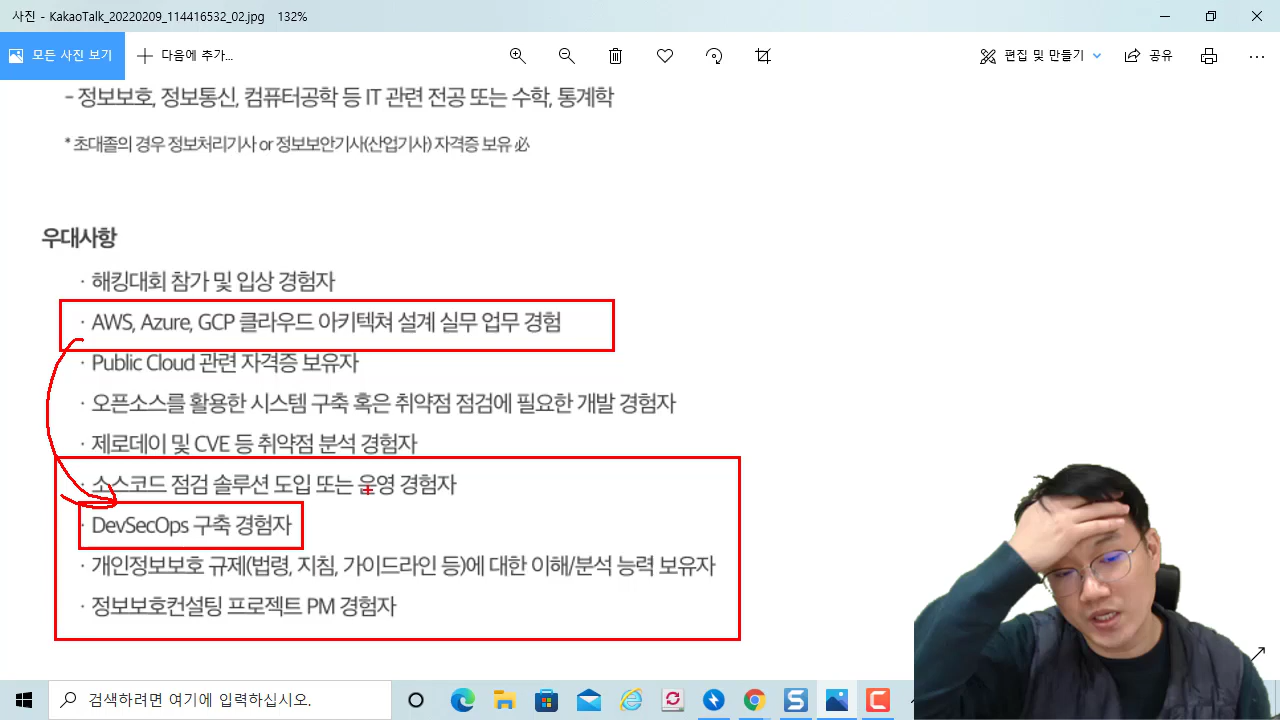 사진 - KakaoTalk_20220209_114416532_02.jpg 132%
모든 사진 보기
다음에 추가...
편집 및 만들기
공유
- 정보보호, 정보통신, 컴퓨터공학 등 IT 관련 전공 또는 수학, 통계학
* 초대졸의 경우 정보처리기사 or 정보보안기사(산업기사) 자격증 보유 必
우대사항
· 해킹대회 참가 및 입상 경험자
· AWS, Azure, GCP 클라우드 아키텍쳐 설계 실무 업무 경험
· Public Cloud 관련 자격증 보유자
· 오픈소스를 활용한 시스템 구축 혹은 취약점 점검에 필요한 개발 경험자
· 제로데이 및 CVE 등 취약점 분석 경험자
· 소스코드 점검 솔루션 도입 또는 운영 경험자
· DevSecOps 구축 경험자
· 개인정보보호 규제(법령, 지침, 가이드라인 등)에 대한 이해/분석 능력 보유자
· 정보보호컨설팅 프로젝트 PM 경험자
검색하려면 여기에 입력하십시오.